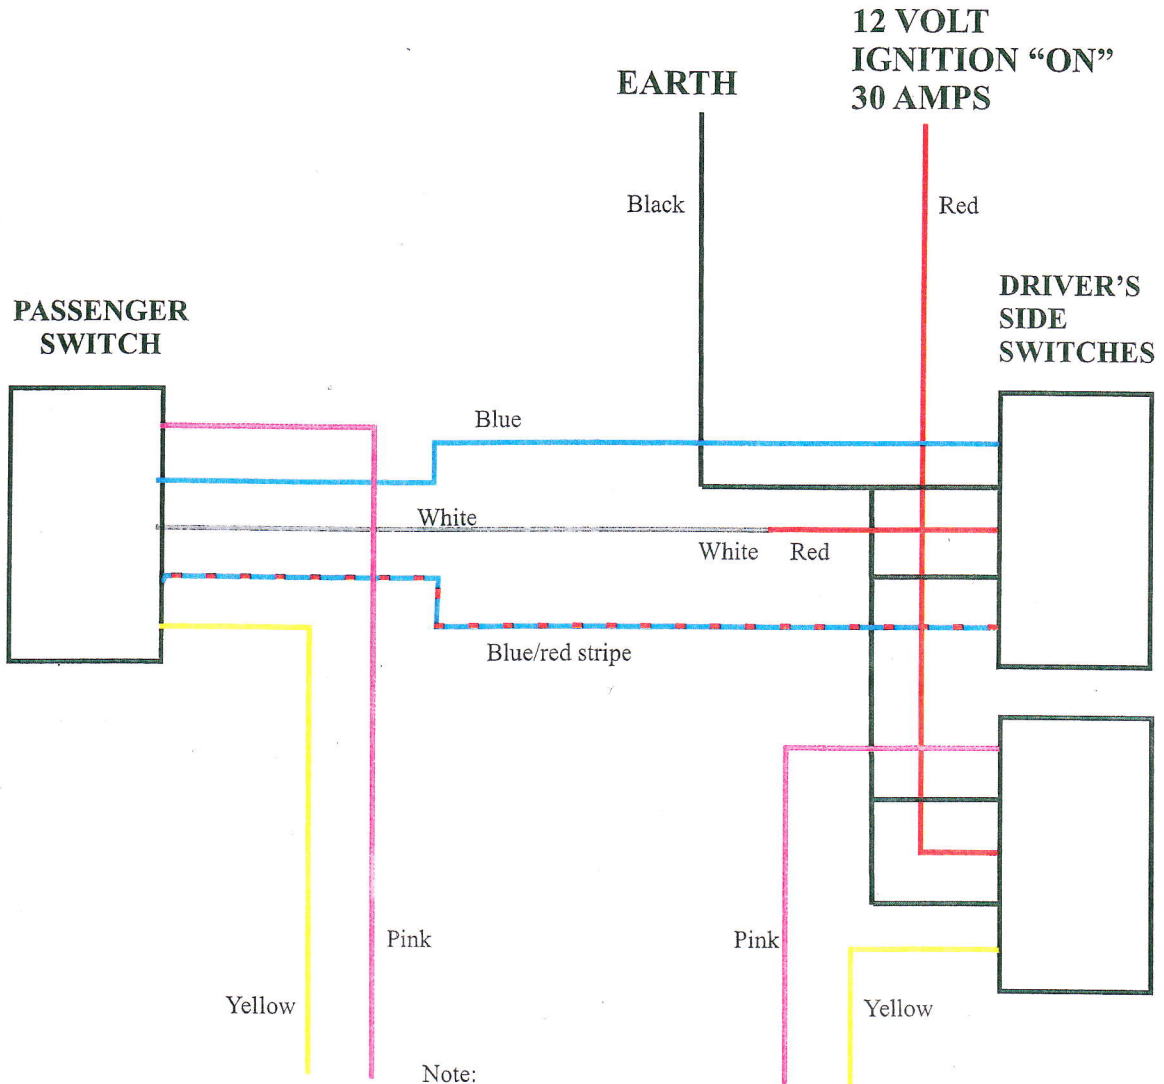 12 VOLT
IGNITION “ON”
30 AMPS
EARTH
Black
Red
DRIVER’S
SIDE
SWITCHES
PASSENGER
SWITCH
Blue
White
White
Red
Blue/red stripe
Pink
Pink
Yellow
Yellow
Note: